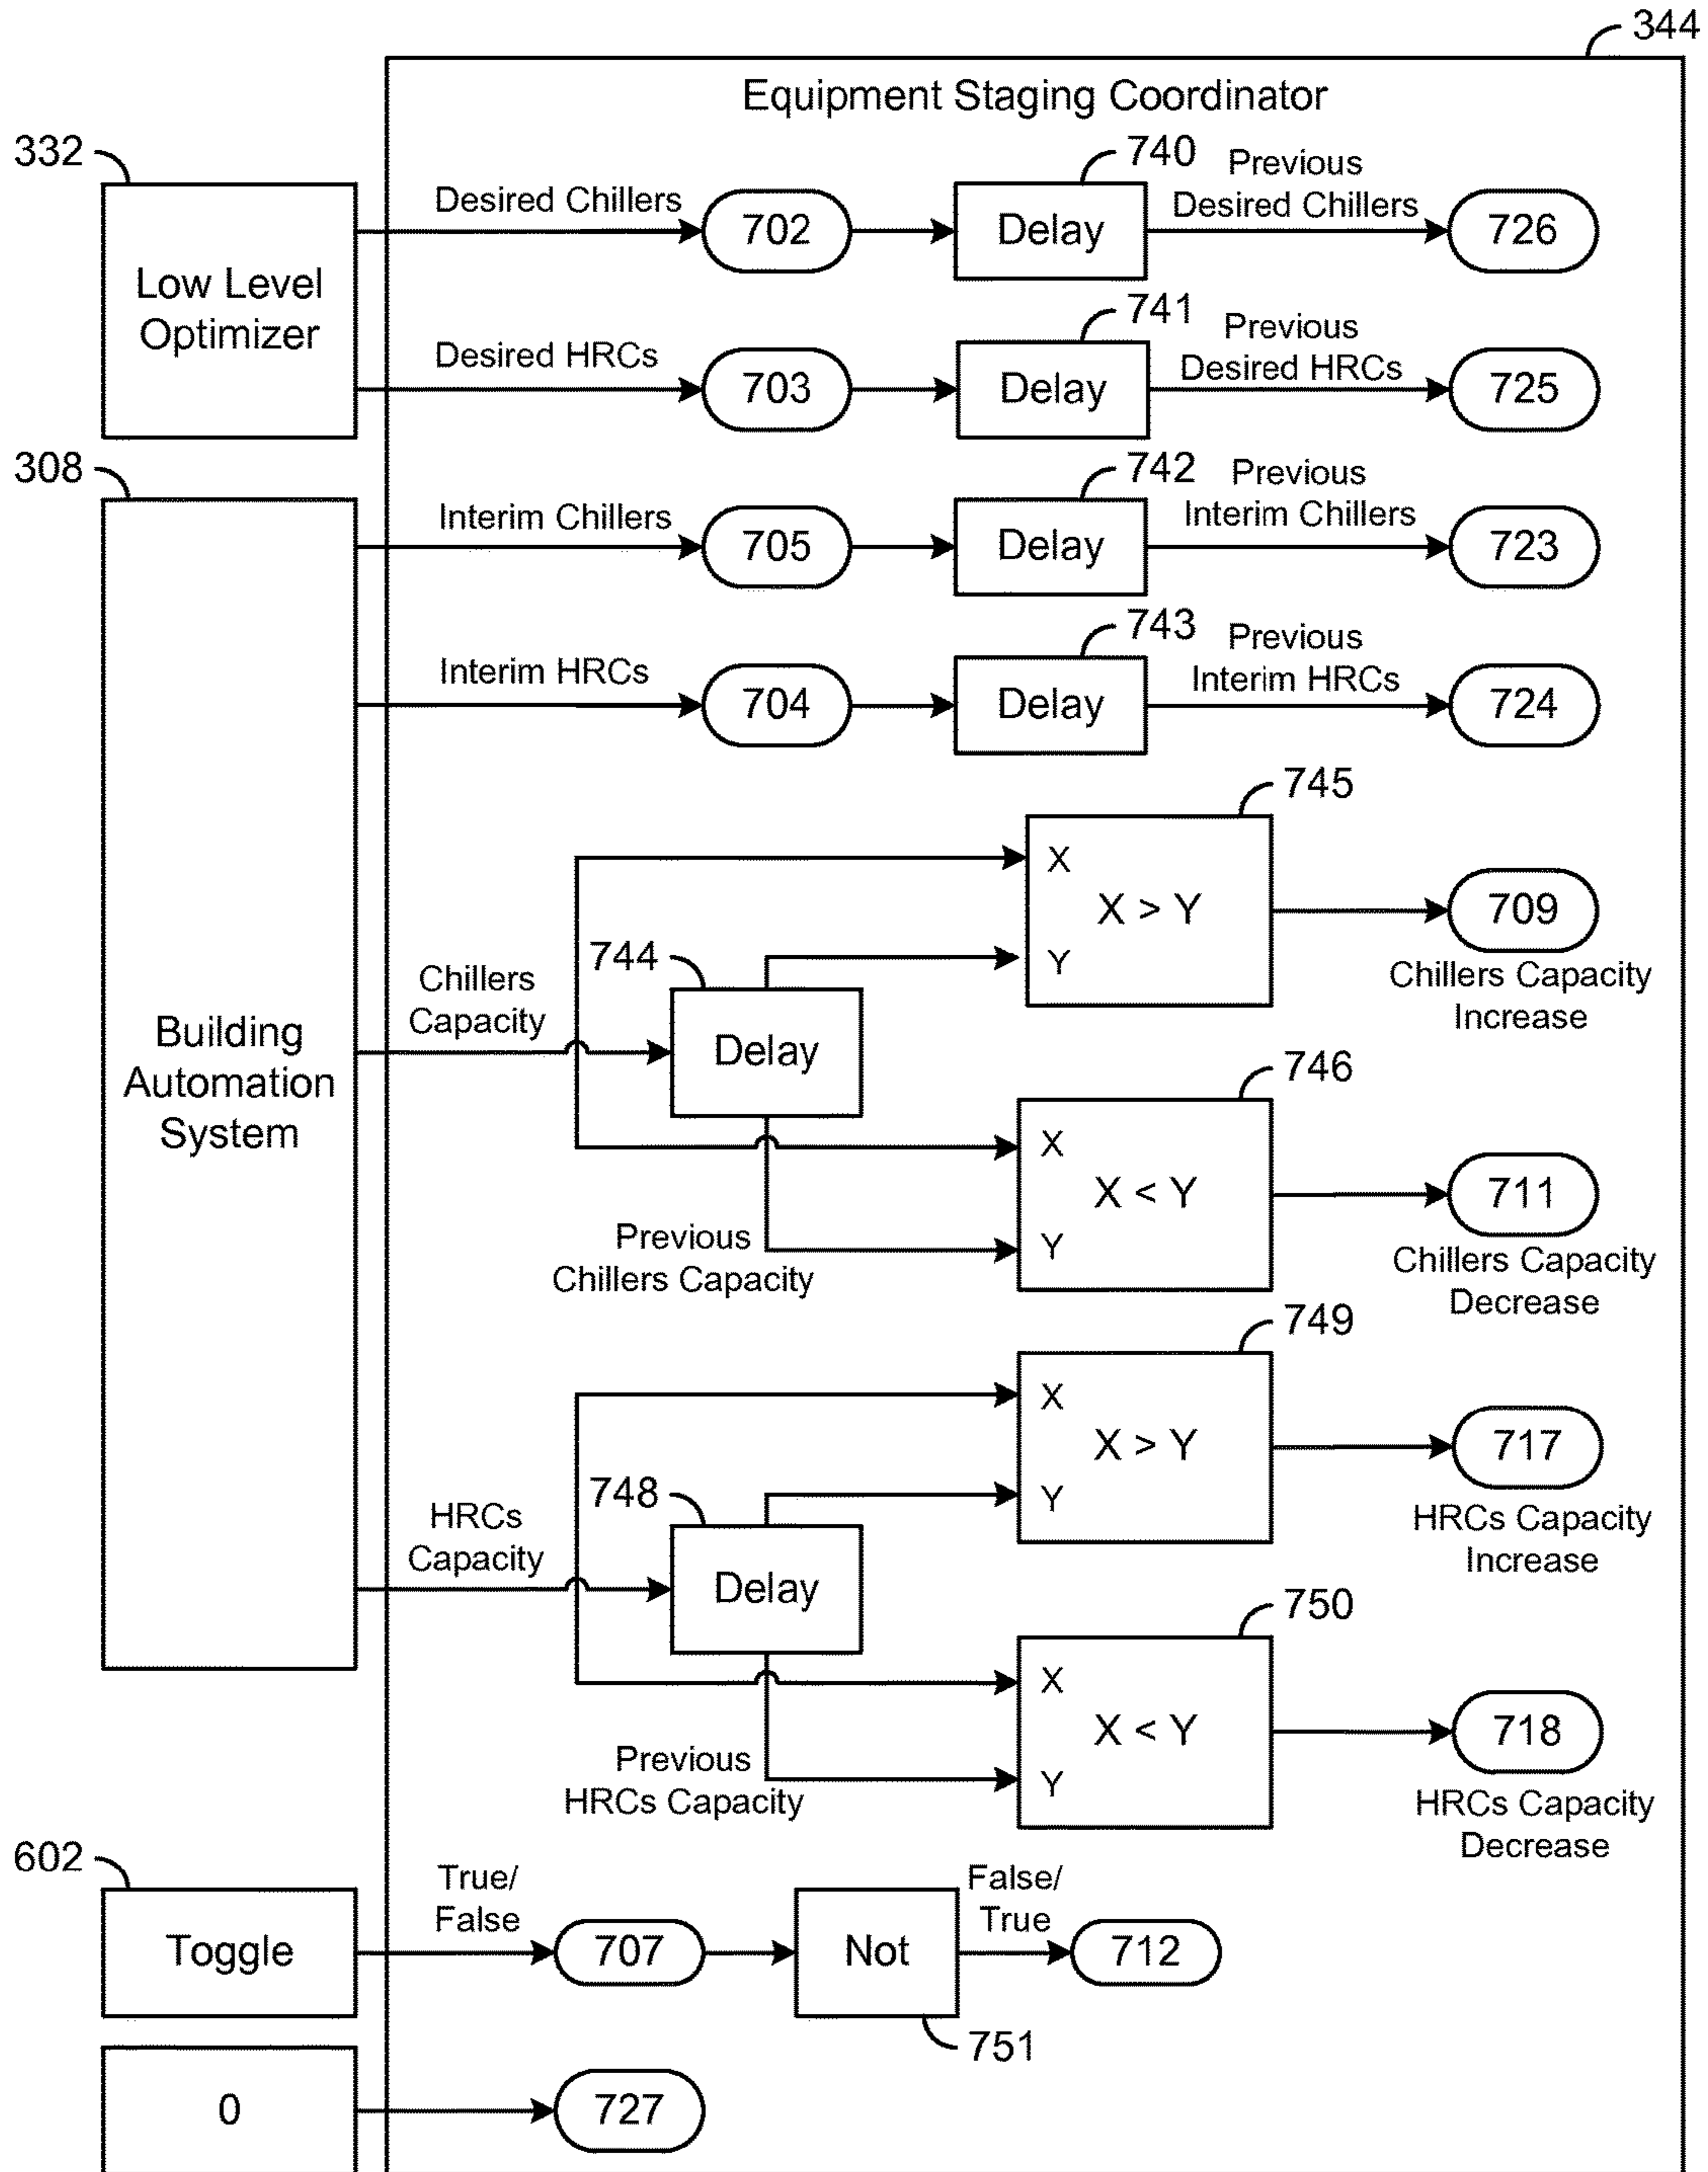 344
Equipment Staging Coordinator
332
Low Level
Optimizer
Desired Chillers
702
740
Delay
Previous
Desired Chillers
726
Desired HRCs
703
741
Delay
Previous
Desired HRCs
725
308
Building
Automation
System
Interim Chillers
705
742
Delay
Previous
Interim Chillers
723
Interim HRCs
704
743
Delay
Previous
Interim HRCs
724
745
X
X > Y
Y
709
Chillers Capacity
Increase
744
Chillers
Capacity
Delay
746
X
X < Y
Y
711
Chillers Capacity
Decrease
Previous
Chillers Capacity
749
X
X > Y
Y
717
HRCs Capacity
Increase
748
HRCs
Capacity
Delay
750
X
X < Y
Y
718
HRCs Capacity
Decrease
Previous
HRCs Capacity
602
Toggle
True/
False
707
Not
751
False/
True
712
0
727